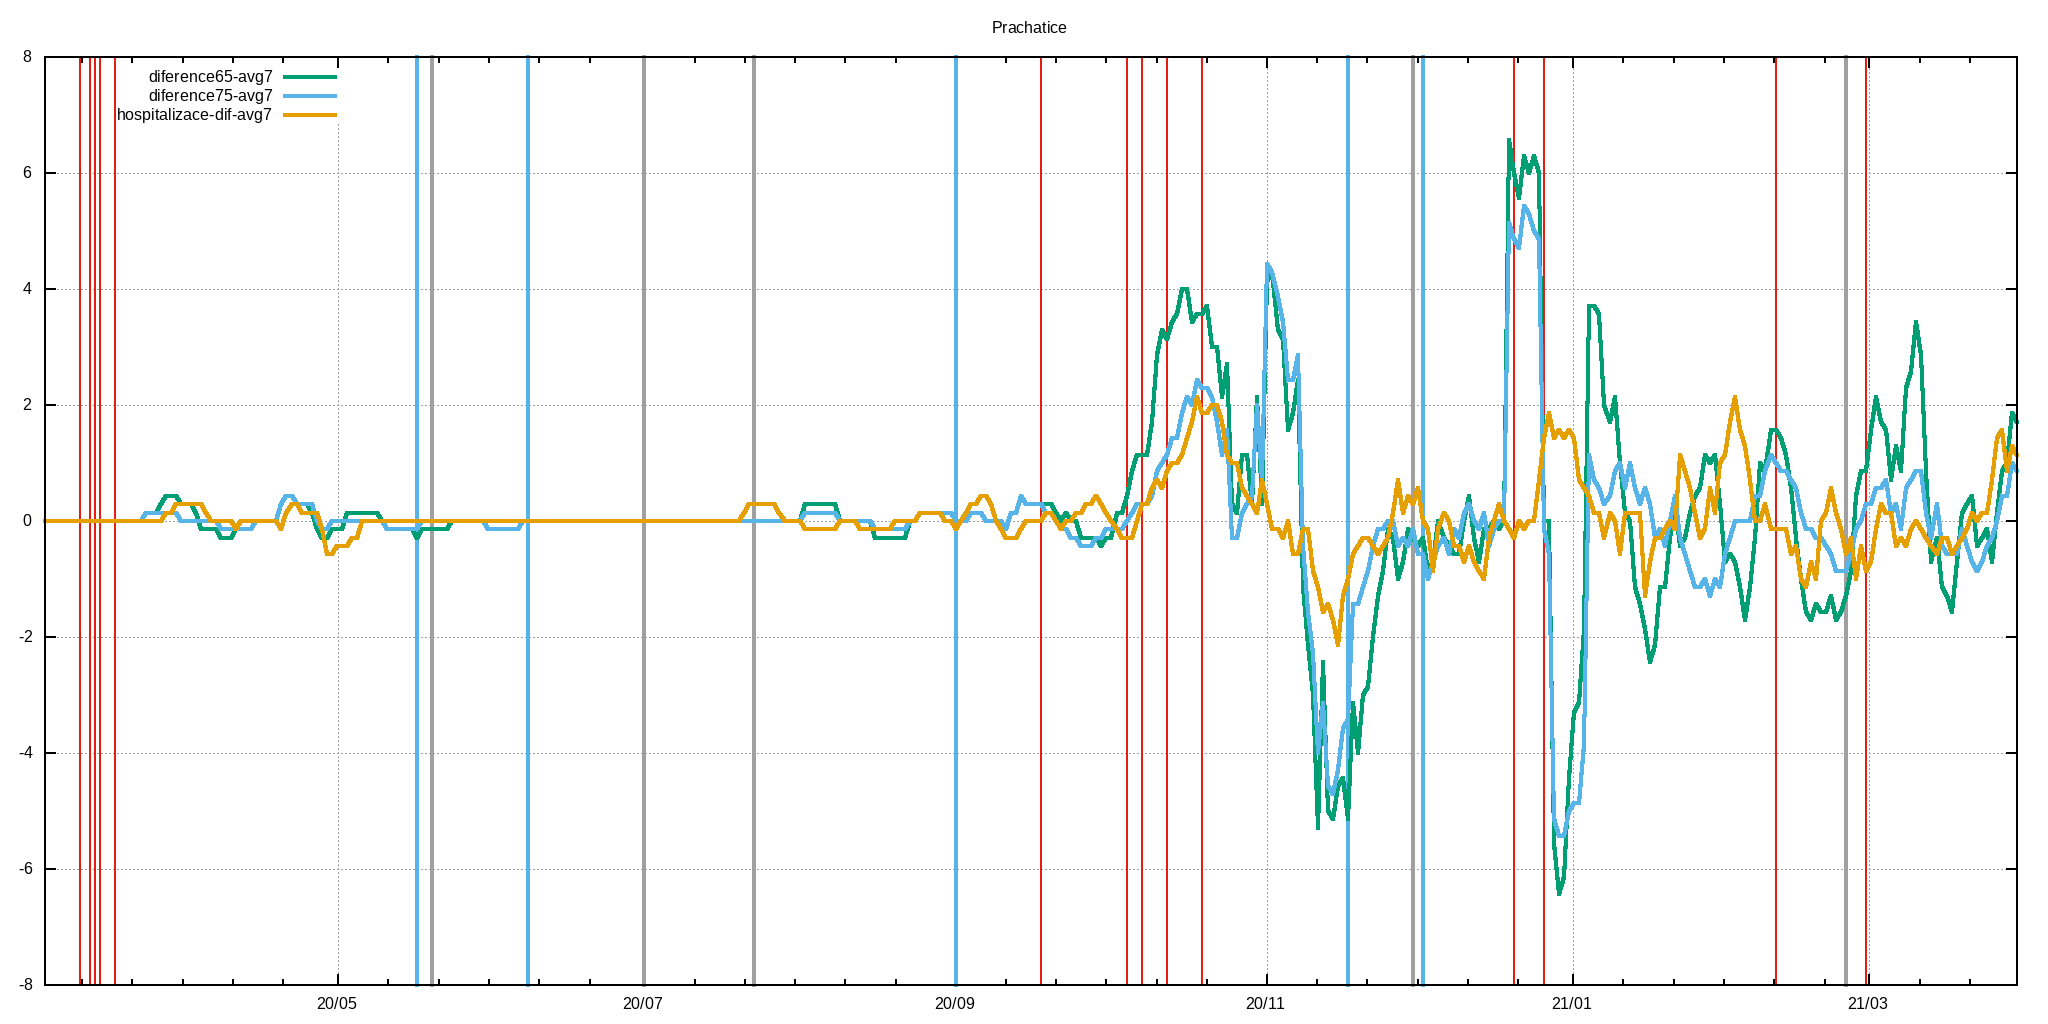 Prachatice
8
diference65-avg7
diference75-avg7
hospitalizace-dif-avg7
6
4
2
0
-2
-4
-6
-8
20/05 20/07 20/09 20/11 21/01 21/03